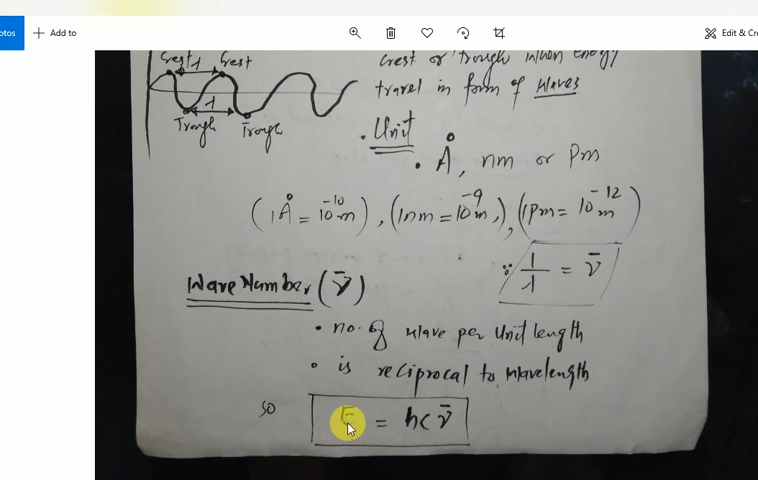 otos
Add to
Edit & Cre
Crest
λ
Crest
Crest or Trough when Energy
travel in form of waves
λ
Trough
Trough
Unit
Å, nm or Pm
(1Å = 10⁻¹⁰m), (1nm = 10⁻⁹m,), (1Pm = 10⁻¹²m)
∵ 1/λ = ν̄
Wave Number (ν̄)
no. of wave per Unit length
is reciprocal to wavelength
so E = hcν̄